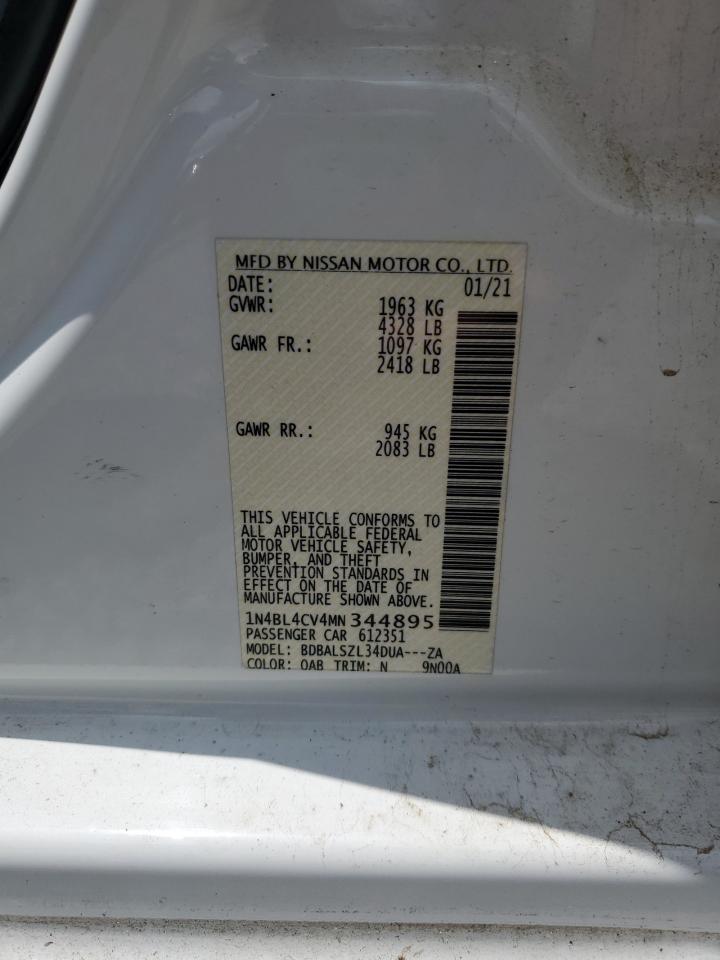 MFD BY NISSAN MOTOR CO., LTD.
DATE: 01/21
GVWR: 1963 KG
4328 LB
GAWR FR.: 1097 KG
2418 LB
GAWR RR.: 945 KG
2083 LB
THIS VEHICLE CONFORMS TO
ALL APPLICABLE FEDERAL
MOTOR VEHICLE SAFETY,
BUMPER, AND THEFT
PREVENTION STANDARDS IN
EFFECT ON THE DATE OF
MANUFACTURE SHOWN ABOVE.
1N4BL4CV4MN344895
PASSENGER CAR 612351
MODEL: BDBALSZL34DUA---ZA
COLOR: QAB TRIM: N 9N00A